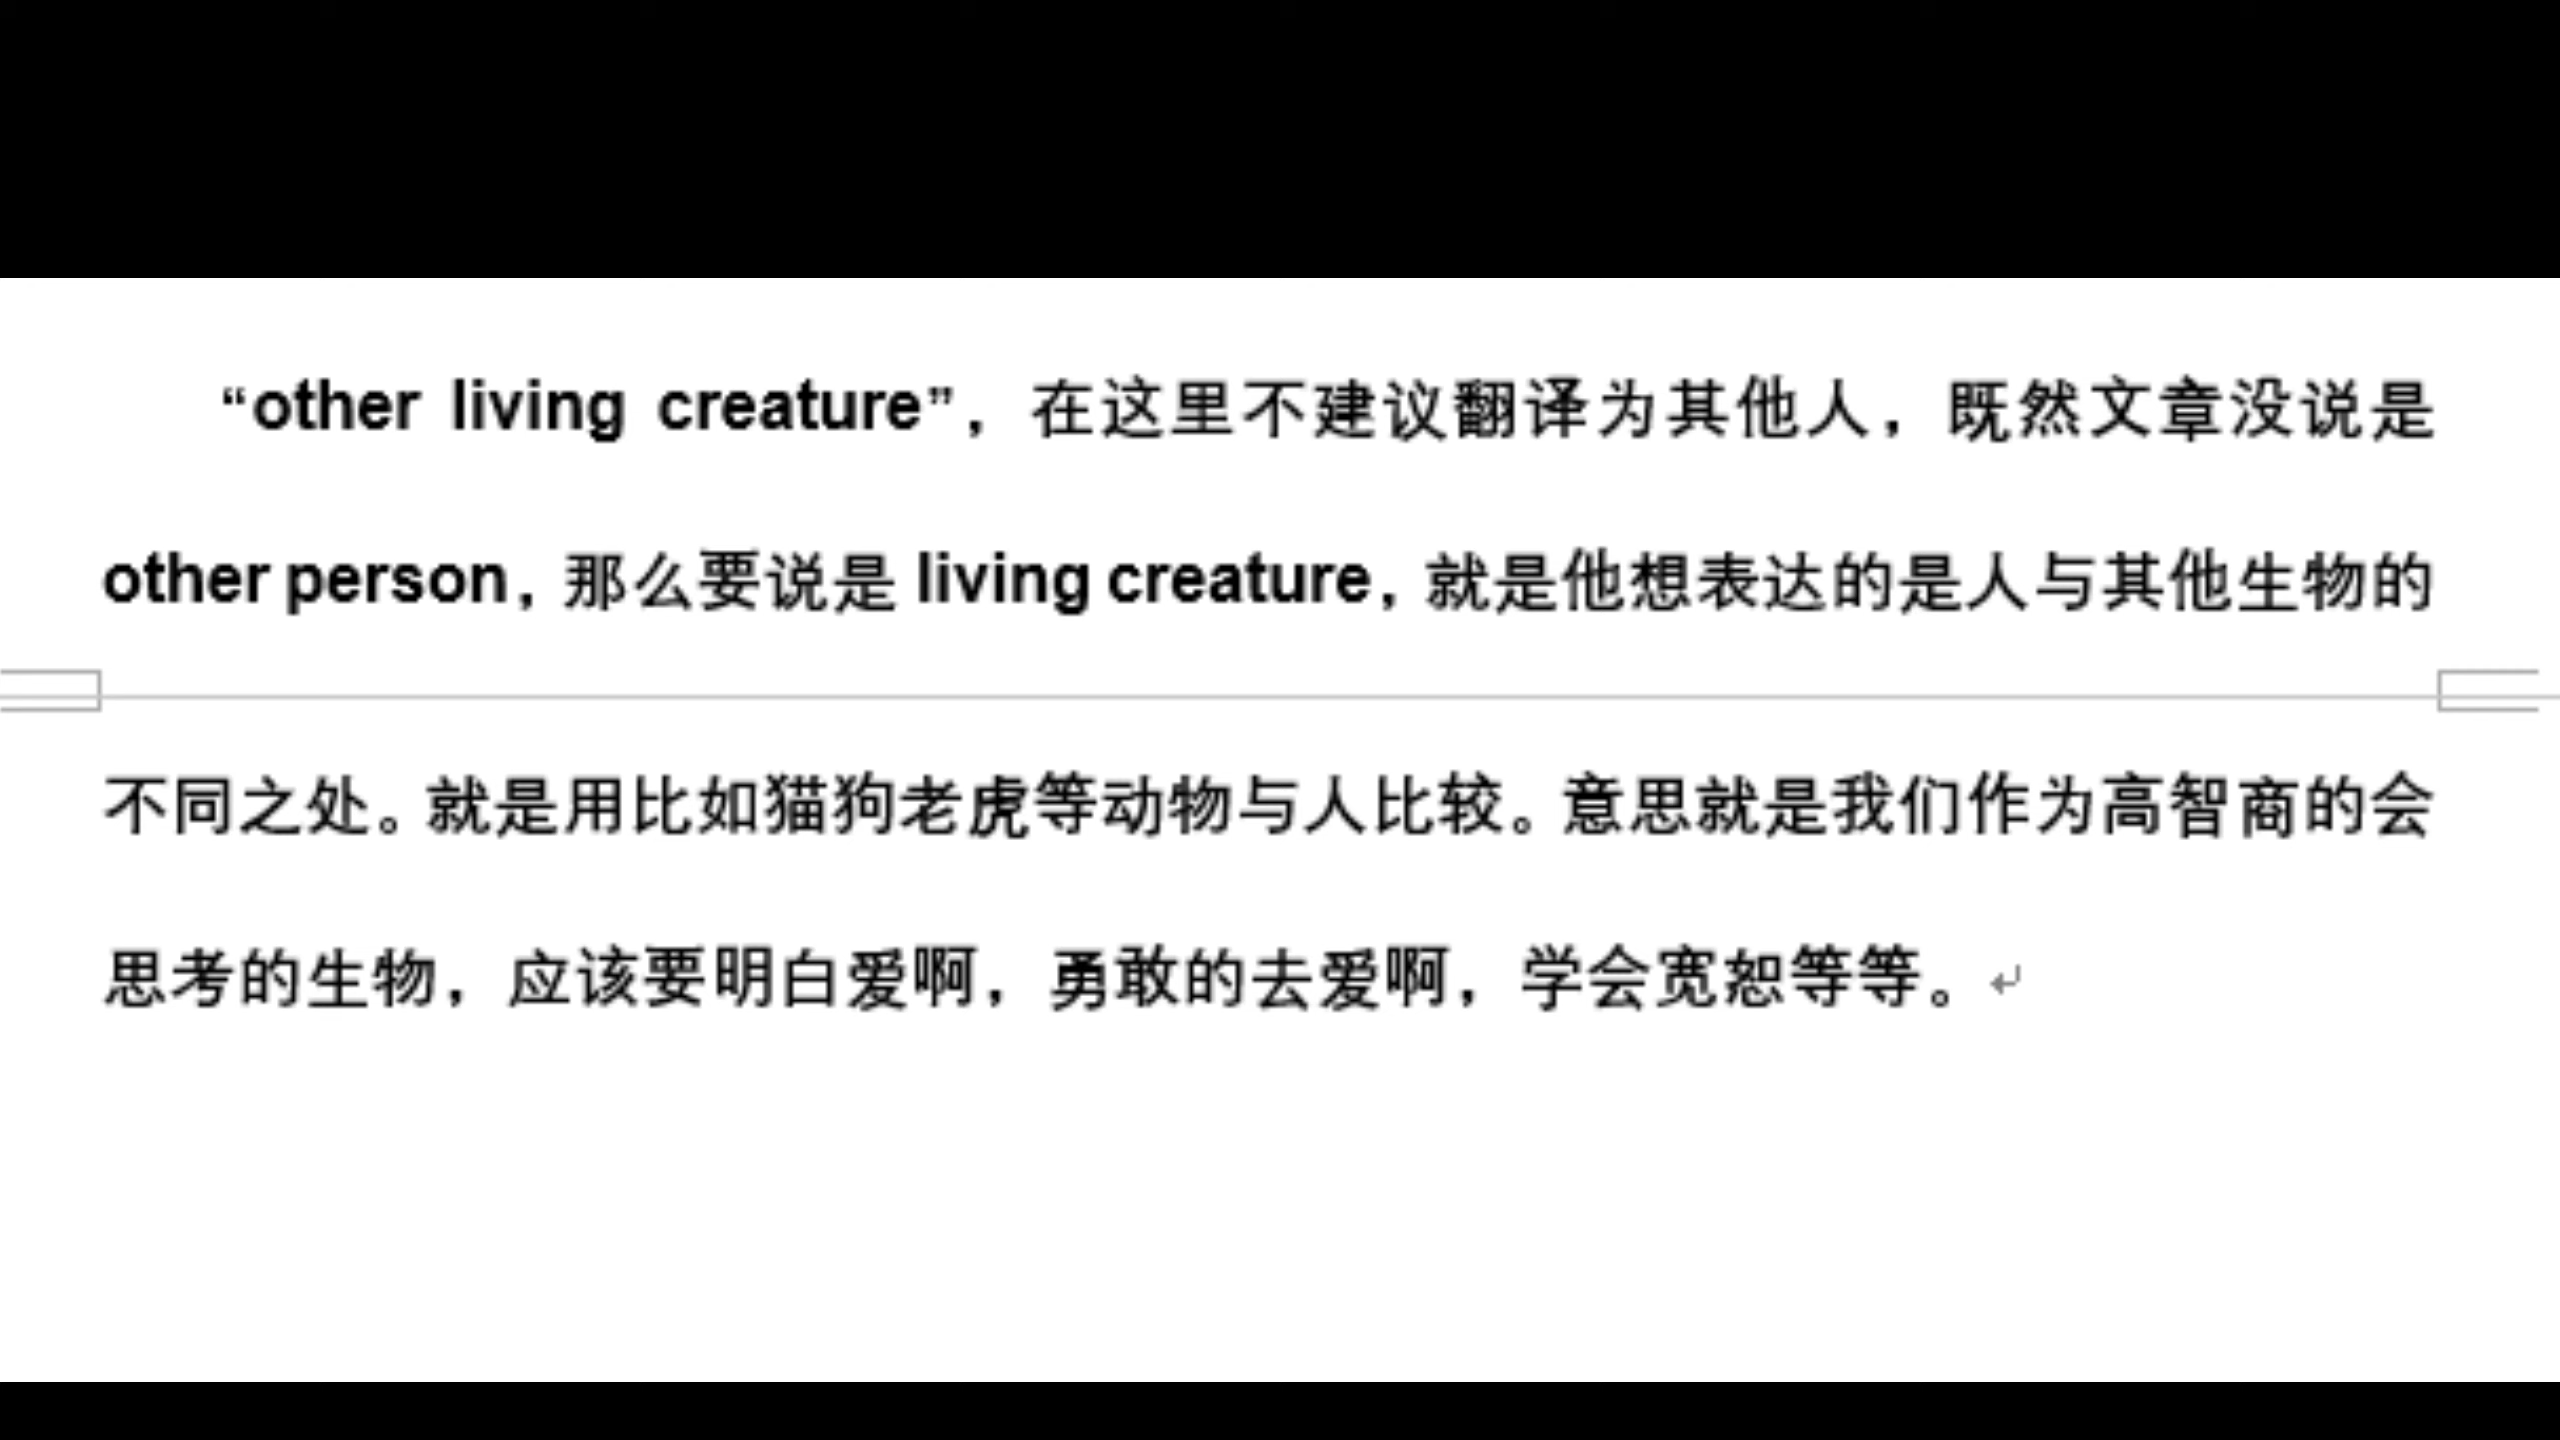 “other living creature”，在这里不建议翻译为其他人，既然文章没说是
other person，那么要说是 living creature，就是他想表达的是人与其他生物的
不同之处。就是用比如猫狗老虎等动物与人比较。意思就是我们作为高智商的会
思考的生物，应该要明白爱啊，勇敢的去爱啊，学会宽恕等等。